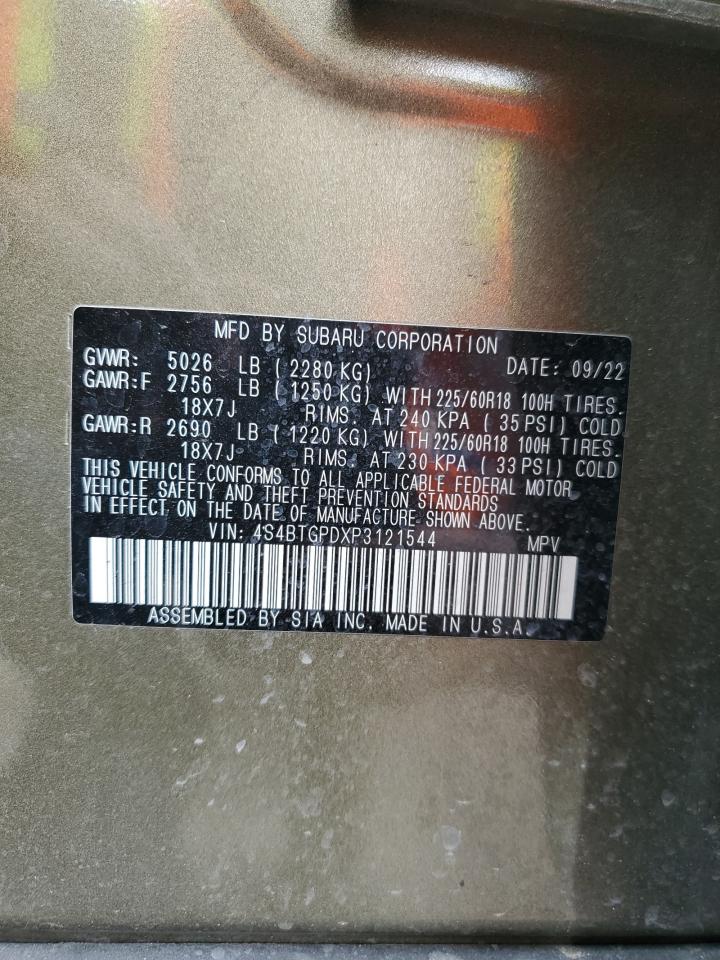 MFD BY SUBARU CORPORATION
GVWR: 5026 LB ( 2280 KG) DATE: 09/22
GAWR:F 2756 LB ( 1250 KG) WITH 225/60R18 100H TIRES.
18X7J RIMS. AT 240 KPA ( 35 PSI) COLD
GAWR:R 2690 LB ( 1220 KG) WITH 225/60R18 100H TIRES.
18X7J RIMS. AT 230 KPA ( 33 PSI) COLD
THIS VEHICLE CONFORMS TO ALL APPLICABLE FEDERAL MOTOR
VEHICLE SAFETY AND THEFT PREVENTION STANDARDS
IN EFFECT ON THE DATE OF MANUFACTURE SHOWN ABOVE.
VIN: 4S4BTGPDXP3121544 MPV
ASSEMBLED BY SIA INC. MADE IN U.S.A.